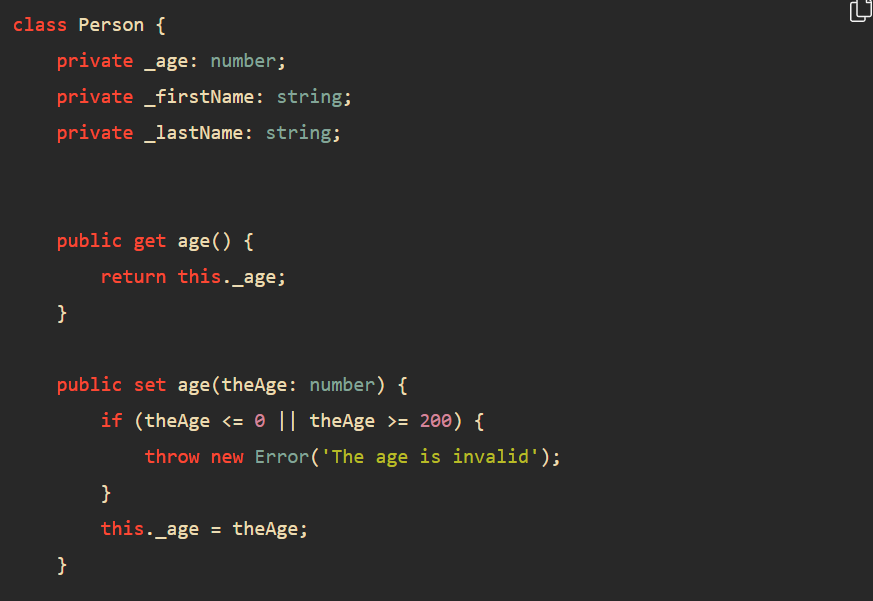 class Person {
    private _age: number;
    private _firstName: string;
    private _lastName: string;
    public get age() {
        return this._age;
    }
    public set age(theAge: number) {
        if (theAge <= 0 || theAge >= 200) {
            throw new Error('The age is invalid');
        }
        this._age = theAge;
    }